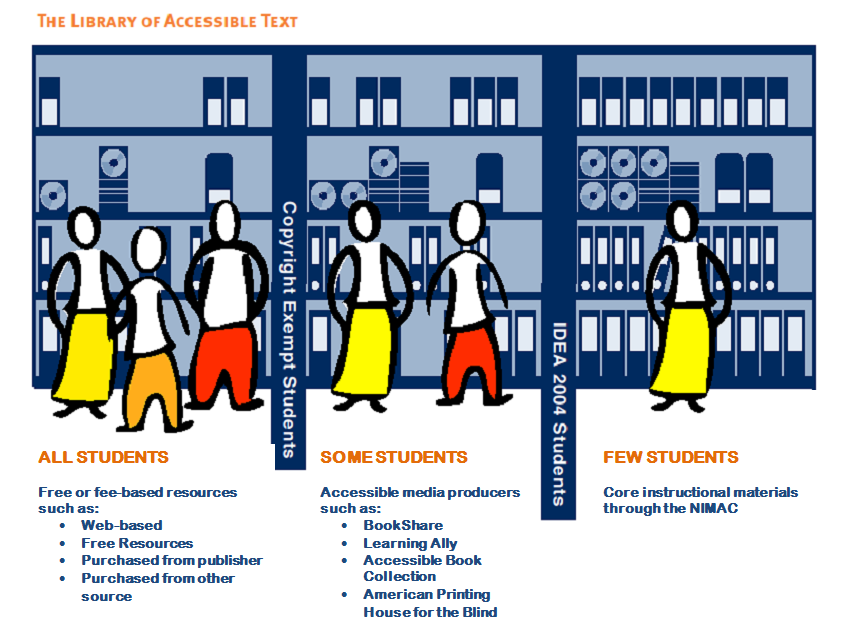 THE LIBRARY OF ACCESSIBLE TEXT
Copyright Exempt Students
IDEA 2004 Students
ALL STUDENTS
Free or fee-based resources
such as:
• Web-based
• Free Resources
• Purchased from publisher
• Purchased from other
source
SOME STUDENTS
Accessible media producers
such as:
• BookShare
• Learning Ally
• Accessible Book
Collection
• American Printing
House for the Blind
FEW STUDENTS
Core instructional materials
through the NIMAC